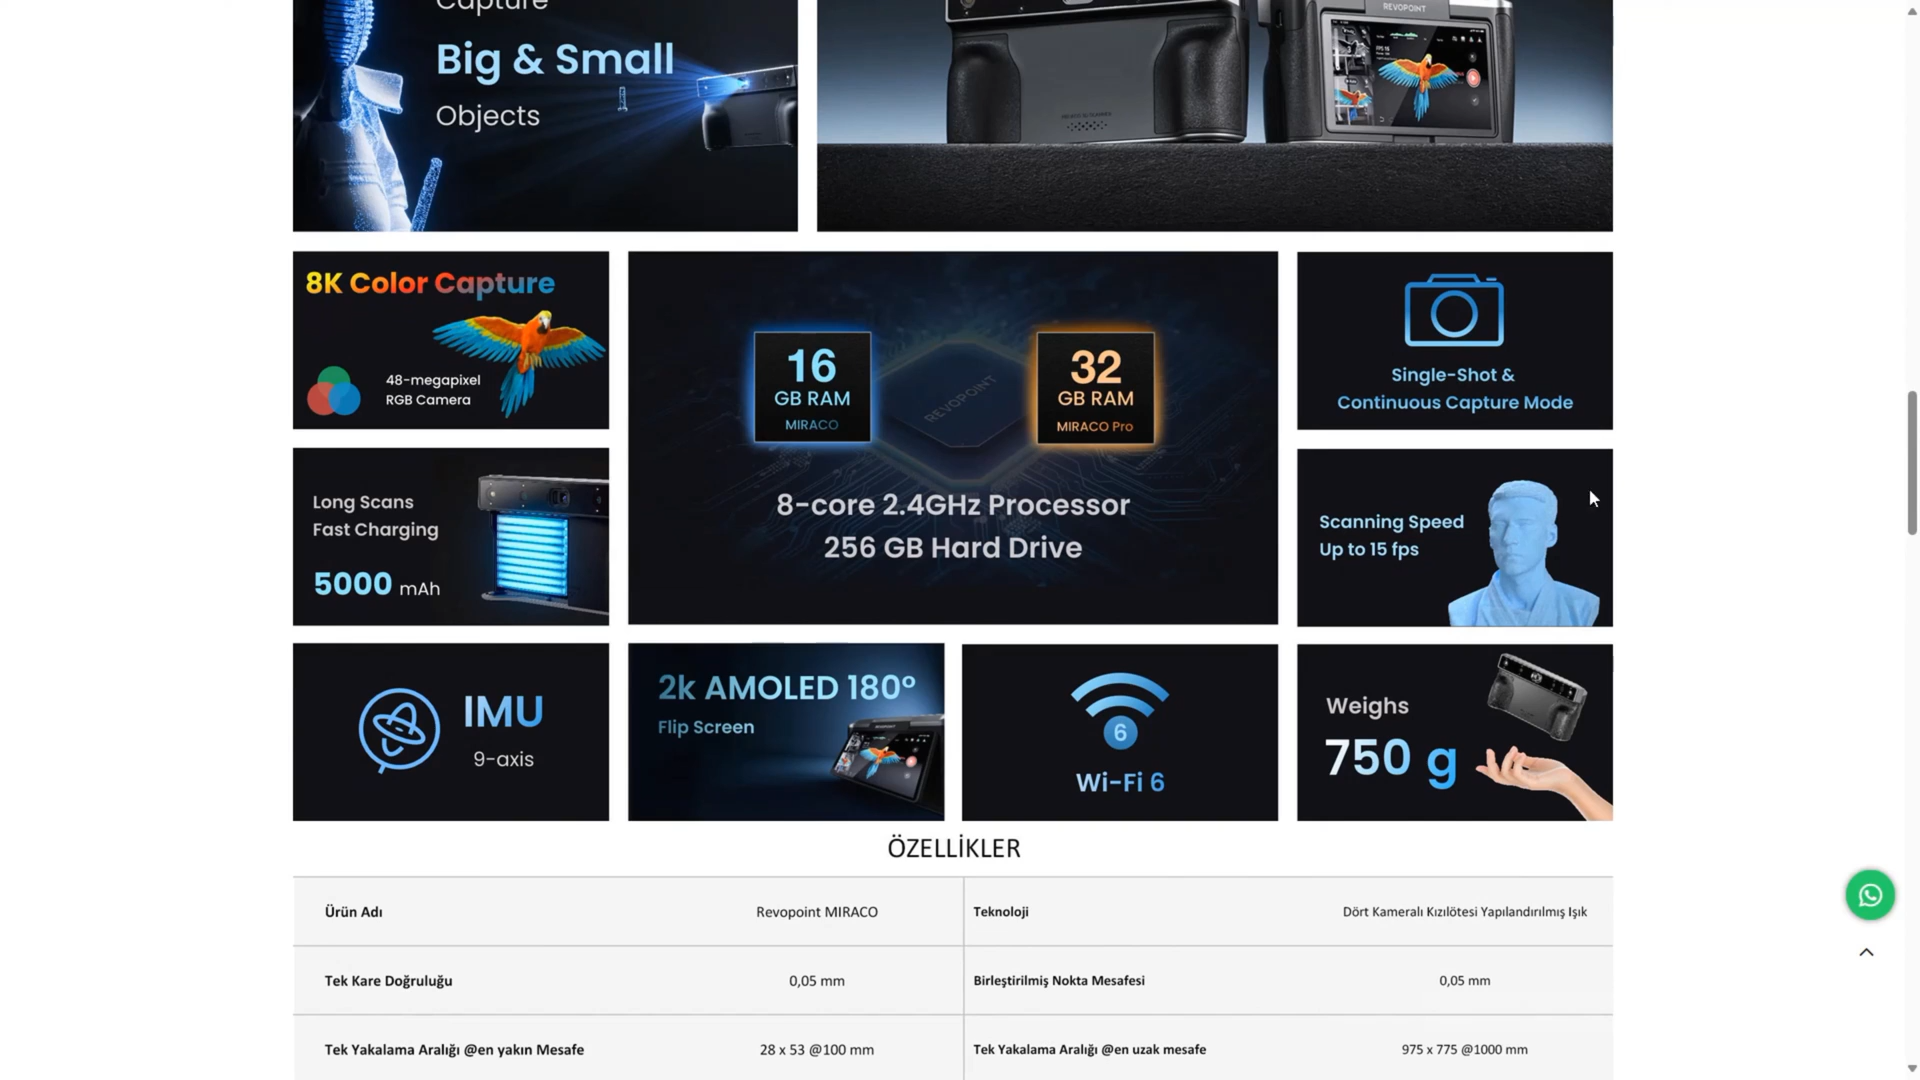 Capture
Big & Small
Objects
REVOPOINT
8K Color Capture
48-megapixel
RGB Camera
16
GB RAM
MIRACO
REVOPOINT
32
GB RAM
MIRACO Pro
8-core 2.4GHz Processor
256 GB Hard Drive
Single-Shot &
Continuous Capture Mode
Long Scans
Fast Charging
5000 mAh
Scanning Speed
Up to 15 fps
IMU
9-axis
2k AMOLED 180°
Flip Screen
REVOPOINT
6
Wi-Fi 6
Weighs
750 g
ÖZELLİKLER
Ürün Adı Revopoint MIRACO Teknoloji Dört Kameralı Kızılötesi Yapılandırılmış Işık
Tek Kare Doğruluğu 0,05 mm Birleştirilmiş Nokta Mesafesi 0,05 mm
Tek Yakalama Aralığı @en yakın Mesafe 28 x 53 @100 mm Tek Yakalama Aralığı @en uzak mesafe 975 x 775 @1000 mm